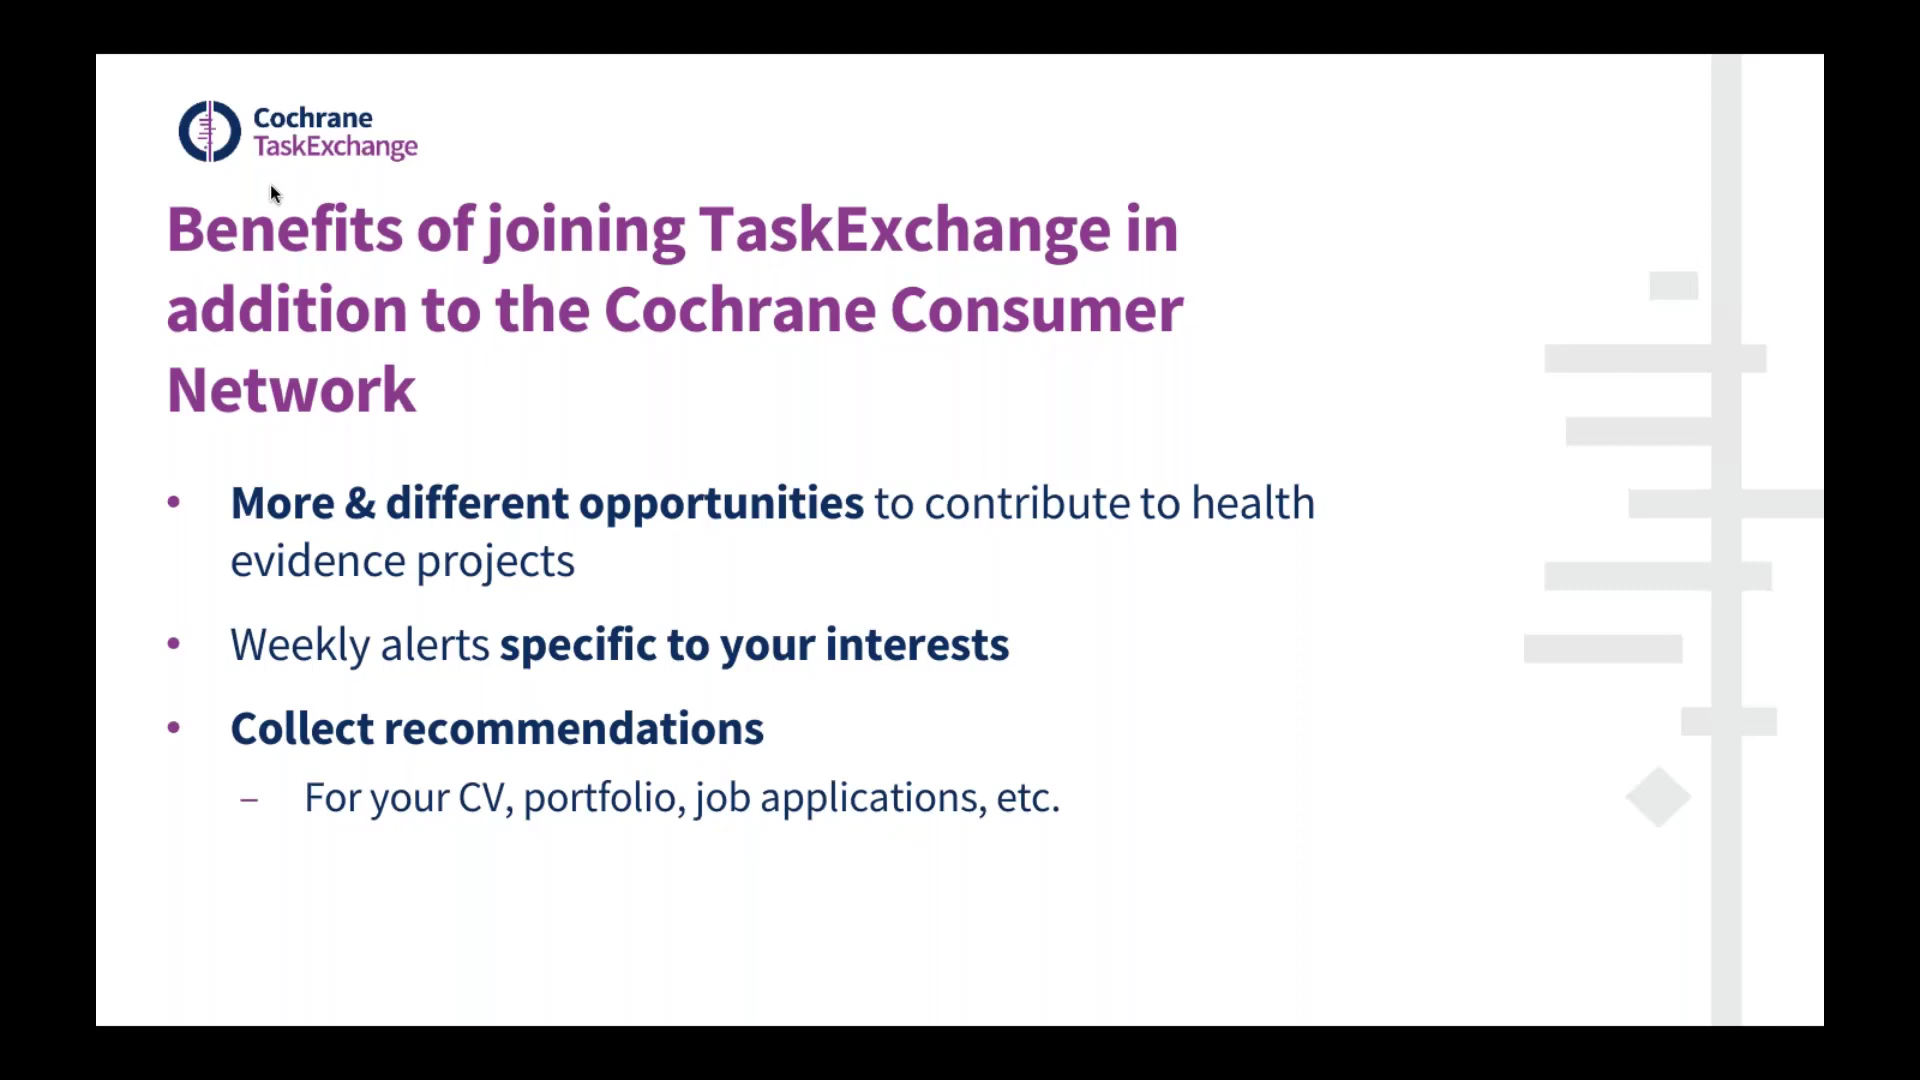 Cochrane
TaskExchange
Benefits of joining TaskExchange in
addition to the Cochrane Consumer
Network
• More & different opportunities to contribute to health
evidence projects
• Weekly alerts specific to your interests
• Collect recommendations
– For your CV, portfolio, job applications, etc.